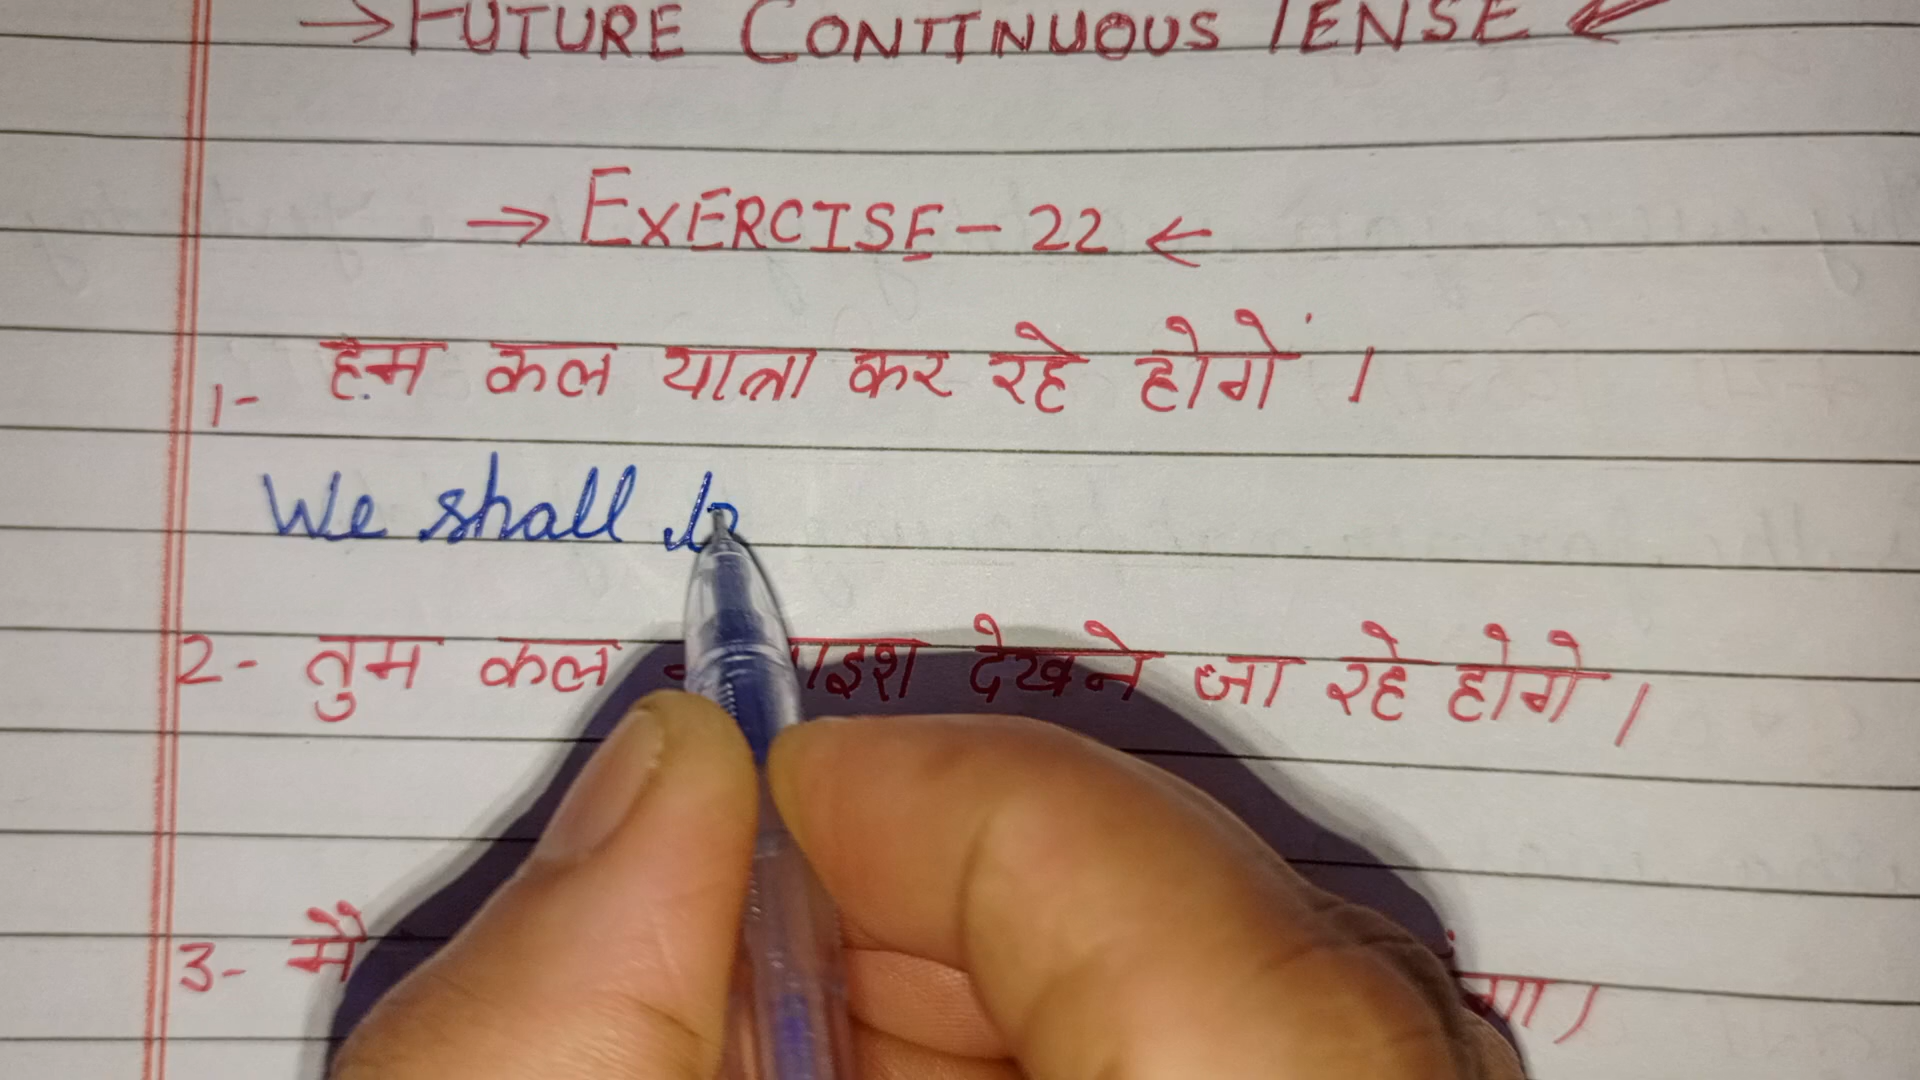 → FUTURE CONTINUOUS TENSE ←
→ EXERCISE - 22 ←
1- हम कल यात्रा कर रहे होगें ।
We shall b
2- तुम कल देखने जा रहे होगे ।
3- मैं